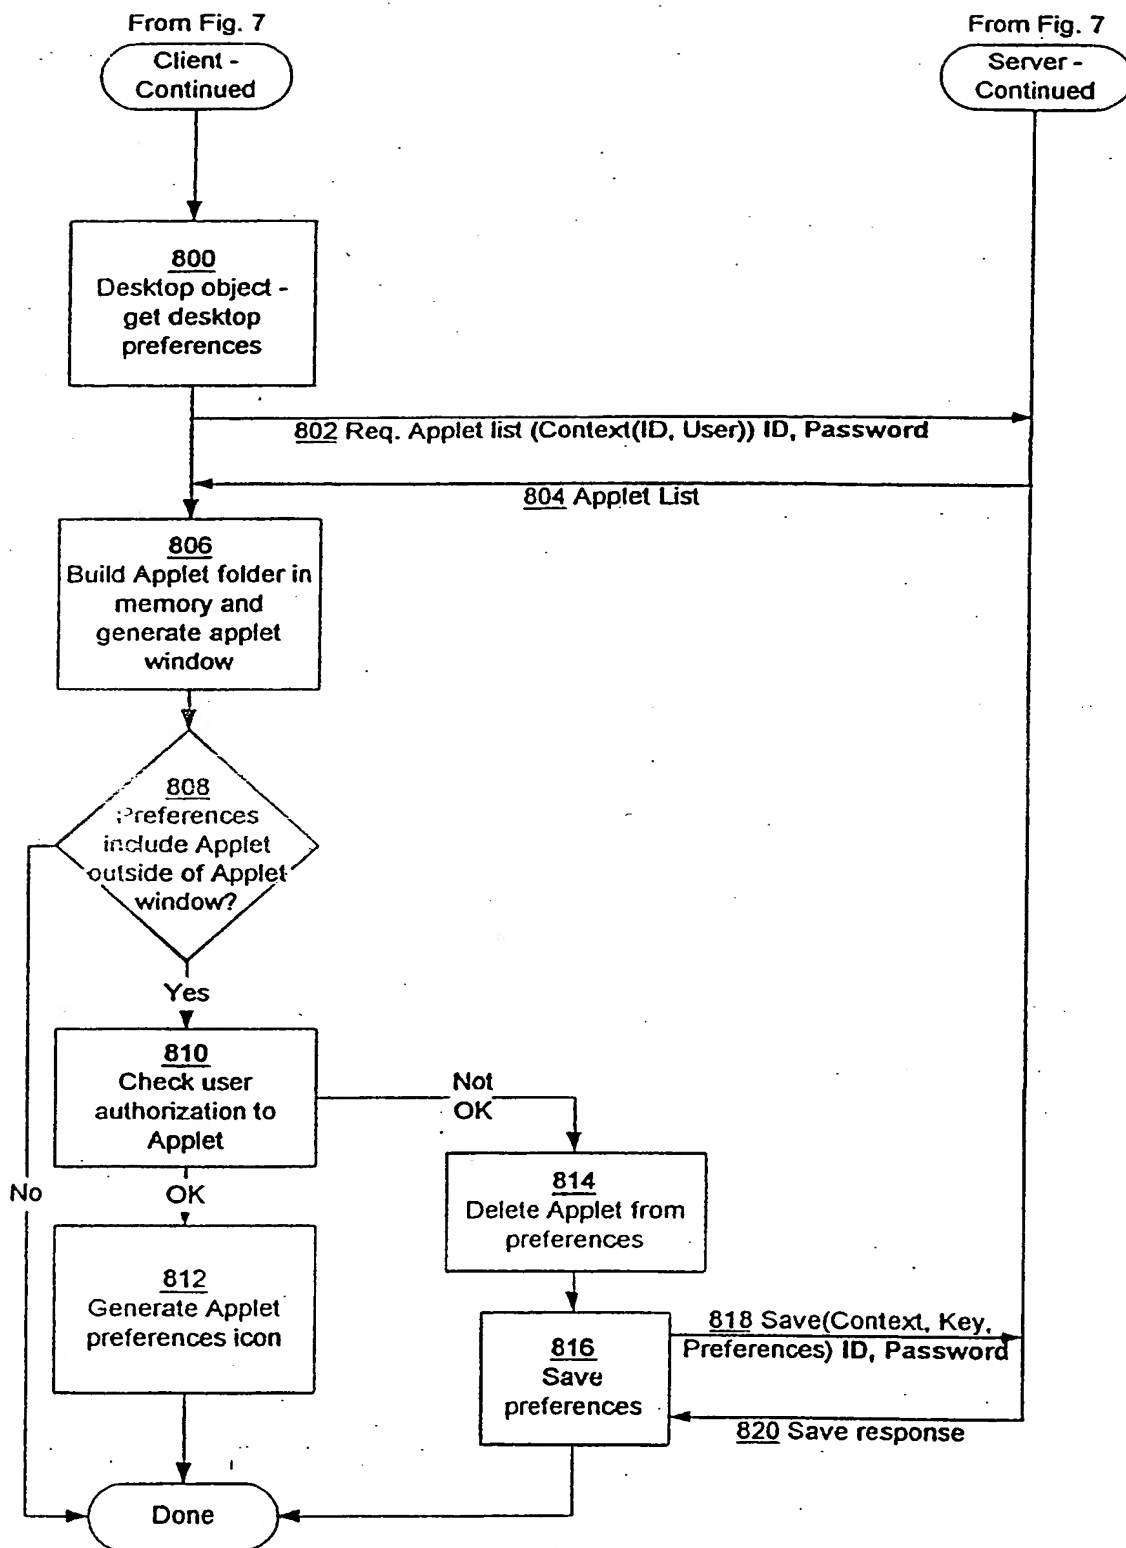 From Fig. 7
Client -
Continued
From Fig. 7
Server -
Continued
800
Desktop object -
get desktop
preferences
802 Req. Applet list (Context(ID, User)) ID, Password
804 Applet List
806
Build Applet folder in
memory and
generate applet
window
808
Preferences
include Applet
outside of Applet
window?
Yes
810
Check user
authorization to
Applet
Not
OK
No
OK
814
Delete Applet from
preferences
812
Generate Applet
preferences icon
816
Save
preferences
818 Save(Context, Key,
Preferences) ID, Password
820 Save response
Done